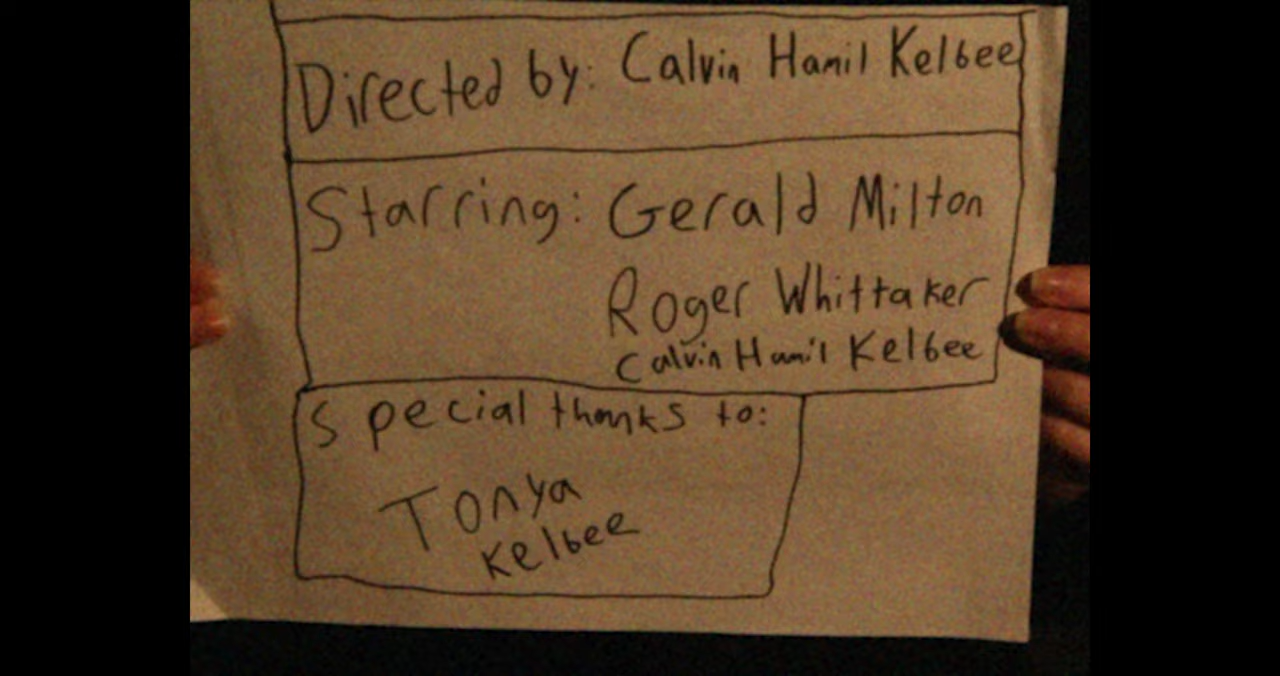 Directed by: Calvin Hamil Kelbee
Starring: Gerald Milton
Roger Whittaker
Calvin Hamil Kelbee
Special thanks to:
Tonya
Kelbee